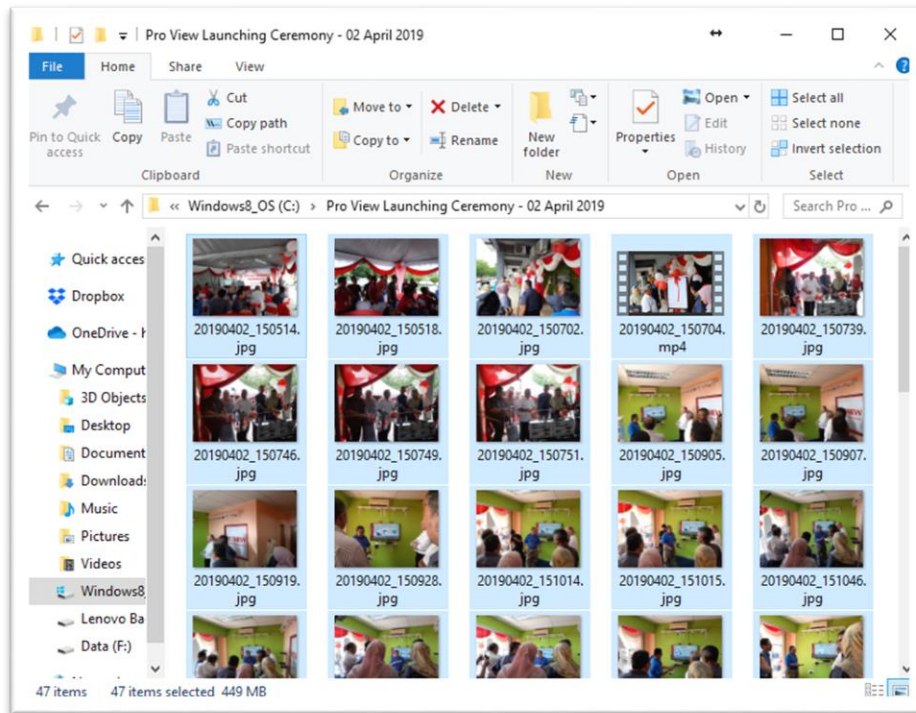 Pro View Launching Ceremony - 02 April 2019
File Home Share View
Pin to Quick access
Copy
Paste
Cut
Copy path
Paste shortcut
Clipboard
Move to
Copy to
Delete
Rename
Organize
New folder
New
Properties
Open
Edit
History
Open
Select all
Select none
Invert selection
Select
« Windows8_OS (C:) › Pro View Launching Ceremony - 02 April 2019
Search Pro ...
Quick acces
Dropbox
OneDrive - h
My Comput
3D Objects
Desktop
Document
Download
Music
Pictures
Videos
Windows8_
Lenovo Ba
Data (F:)
20190402_150514.jpg
20190402_150518.jpg
20190402_150702.jpg
20190402_150704.mp4
20190402_150739.jpg
20190402_150746.jpg
20190402_150749.jpg
20190402_150751.jpg
20190402_150905.jpg
20190402_150907.jpg
20190402_150919.jpg
20190402_150928.jpg
20190402_151014.jpg
20190402_151015.jpg
20190402_151046.jpg
47 items 47 items selected 449 MB